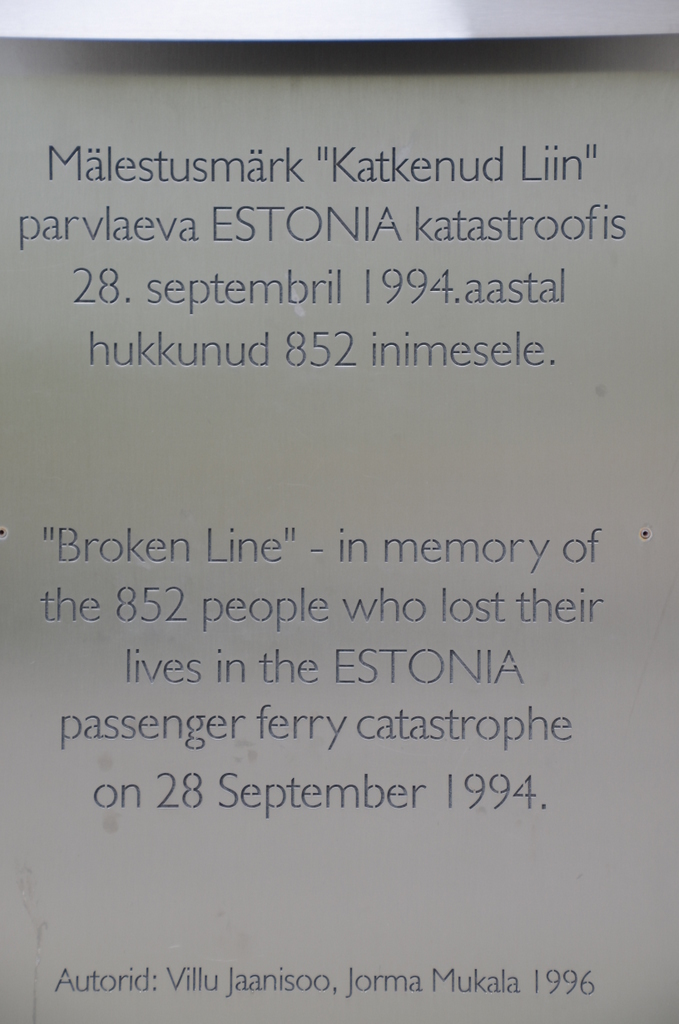 Mälestusmärk "Katkenud Liin"
parvlaeva ESTONIA katastroofis
28. septembril 1994.aastal
hukkunud 852 inimesele.
"Broken Line" - in memory of
the 852 people who lost their
lives in the ESTONIA
passenger ferry catastrophe
on 28 September 1994.
Autorid: Villu Jaanisoo, Jorma Mukala 1996